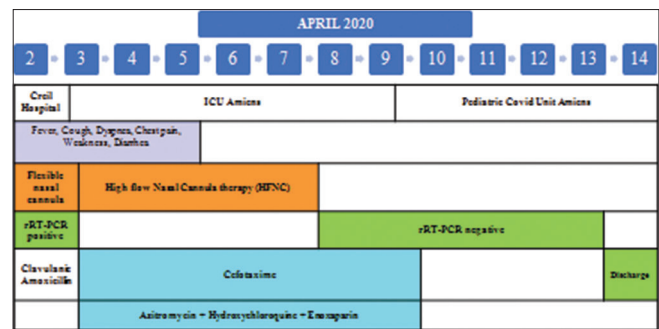 APRIL 2020
2 3 4 5 6 7 8 9 10 11 12 13 14
Creil
Hospital
ICU Amiens
Pediatric Covid Unit Amiens
Fever, Cough, Dyspnea, Chest pain,
Weakness, Diarrhea
Flexible
nasal
cannula
High flow Nasal Cannula therapy (HFNC)
rRT-PCR
positive
rRT-PCR negative
Clavulanic
Amoxicillin
Cefotaxime
Discharge
Azitromycin + Hydroxychloroquine + Enoxaparin